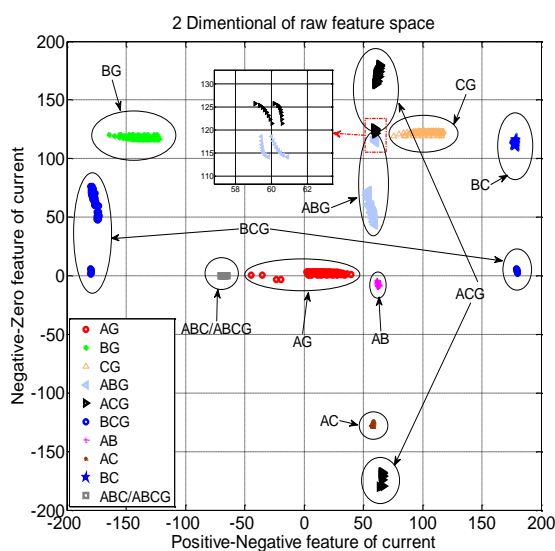 2 Dimentional of raw feature space
Negative-Zero feature of current
200
150
100
50
0
-50
-100
-150
-200
-200
-150
-100
-50
0
50
100
150
200
Positive-Negative feature of current
130
125
120
115
110
58
60
62
BG
CG
BC
ABG
BCG
ACG
ABC/ABCG
AG
AB
AC
AG
BG
CG
ABG
ACG
BCG
AB
AC
BC
ABC/ABCG